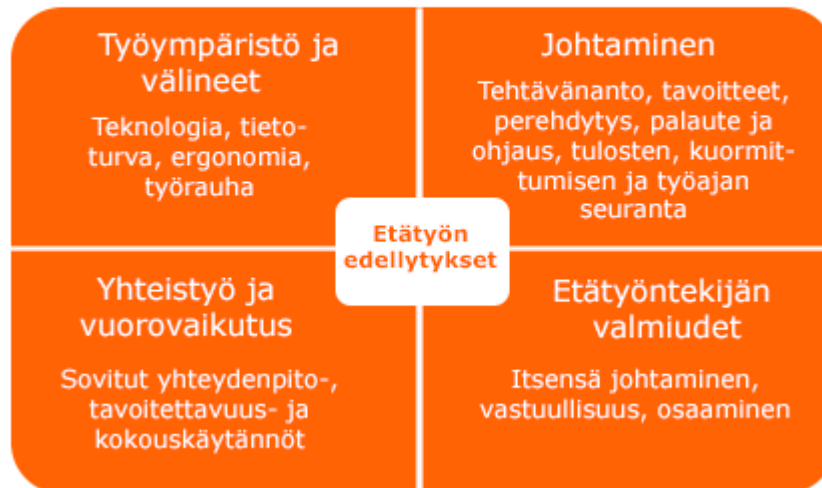 Työympäristö ja
välineet
Teknologia, tieto-
turva, ergonomia,
työrauha
Johtaminen
Tehtävänanto, tavoitteet,
perehdytys, palaute ja
ohjaus, tulosten, kuormit-
tumisen ja työajan
seuranta
Etätyön
edellytykset
Yhteistyö ja
vuorovaikutus
Sovitut yhteydenpito-,
tavoitettavuus- ja
kokouskäytännöt
Etätyöntekijän
valmiudet
Itsensä johtaminen,
vastuullisuus, osaaminen